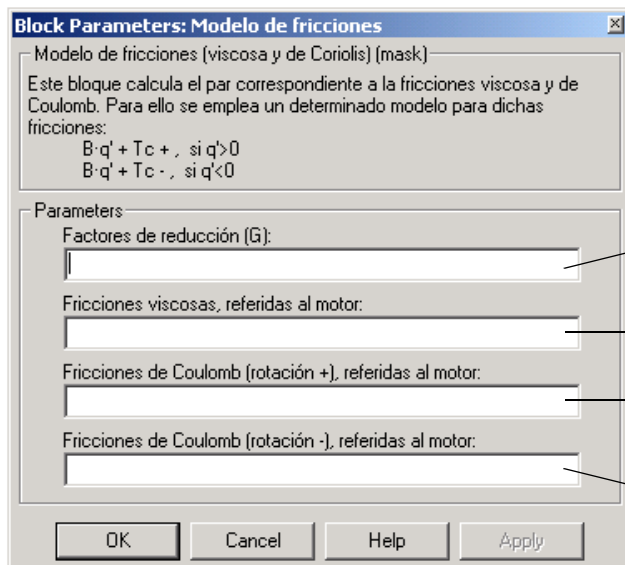 Block Parameters: Modelo de fricciones
Modelo de fricciones (viscosa y de Coriolis) (mask)
Este bloque calcula el par correspondiente a la fricciones viscosa y de
Coulomb. Para ello se emplea un determinado modelo para dichas
fricciones:
B·q' + Tc + , si q'>0
B·q' + Tc - , si q'<0
Parameters
Factores de reducción (G):
Fricciones viscosas, referidas al motor:
Fricciones de Coulomb (rotación +), referidas al motor:
Fricciones de Coulomb (rotación -), referidas al motor:
OK Cancel Help Apply